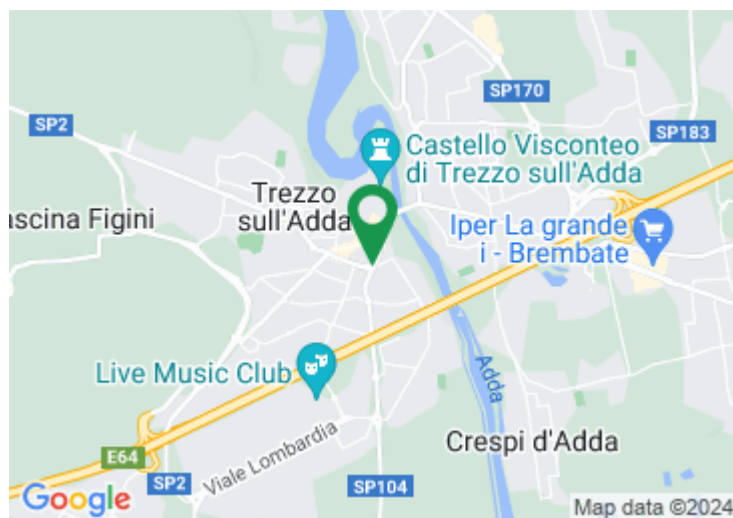 SP170
SP2
SP183
Castello Visconteo
di Trezzo sull'Adda
Trezzo
sull'Adda
ascina Figini
Iper La grande
i - Brembate
Live Music Club
Adda
Crespi d'Adda
E64
Viale Lombardia
SP2
SP104
Google
Map data ©2024